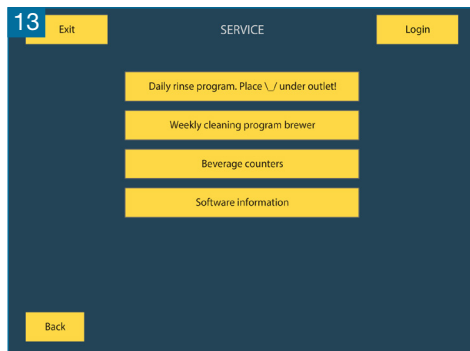 13
Exit
SERVICE
Login
Daily rinse program. Place \_/ under outlet!
Weekly cleaning program brewer
Beverage counters
Software information
Back